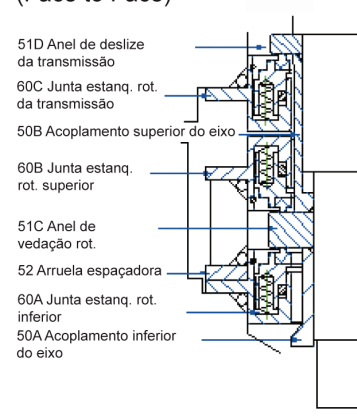 51D Anel de deslize
da transmissão
60C Junta estanq. rot.
da transmissão
50B Acoplamento superior do eixo
60B Junta estanq.
rot. superior
51C Anel de
vedação rot.
52 Arruela espaçadora
60A Junta estanq. rot.
inferior
50A Acoplamento inferior
do eixo